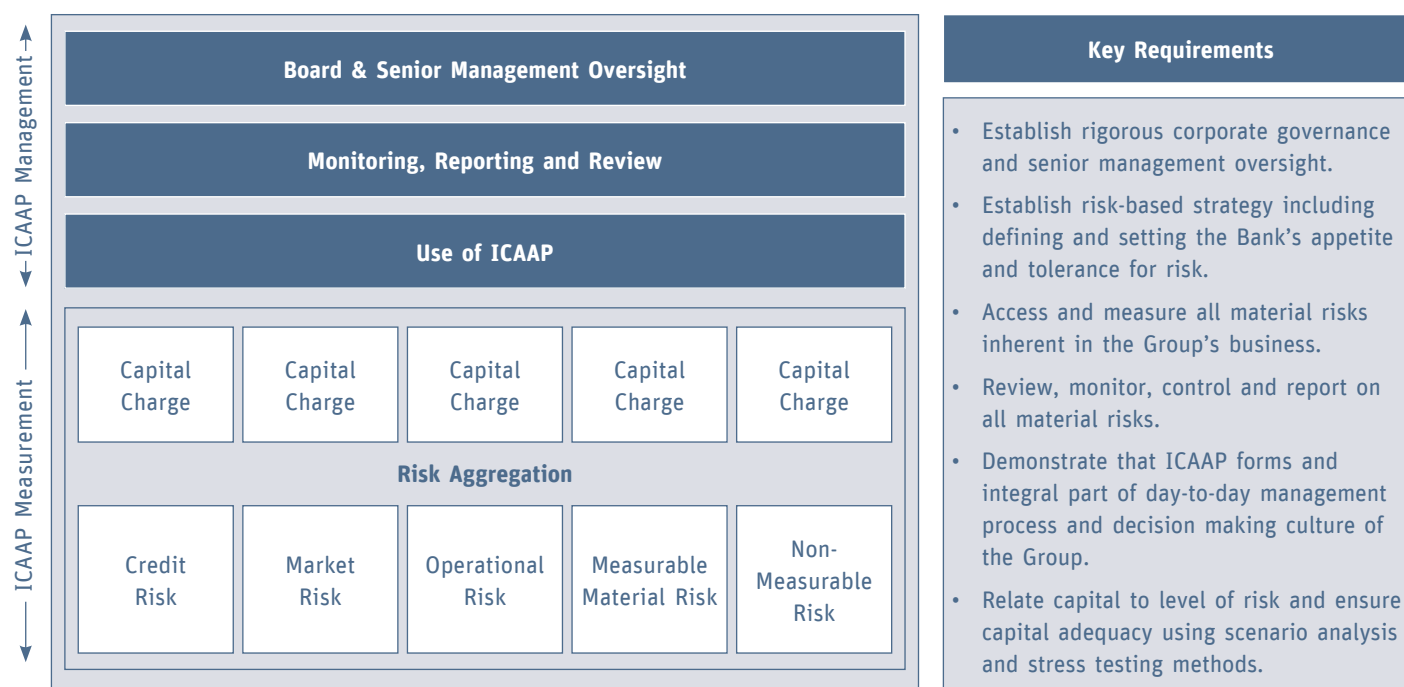 ICAAP Management
Board & Senior Management Oversight
Monitoring, Reporting and Review
Use of ICAAP
ICAAP Measurement
Capital
Charge
Capital
Charge
Capital
Charge
Capital
Charge
Capital
Charge
Risk Aggregation
Credit
Risk
Market
Risk
Operational
Risk
Measurable
Material Risk
Non-
Measurable
Risk
Key Requirements
• Establish rigorous corporate governance
and senior management oversight.
• Establish risk-based strategy including
defining and setting the Bank's appetite
and tolerance for risk.
• Access and measure all material risks
inherent in the Group's business.
• Review, monitor, control and report on
all material risks.
• Demonstrate that ICAAP forms and
integral part of day-to-day management
process and decision making culture of
the Group.
• Relate capital to level of risk and ensure
capital adequacy using scenario analysis
and stress testing methods.